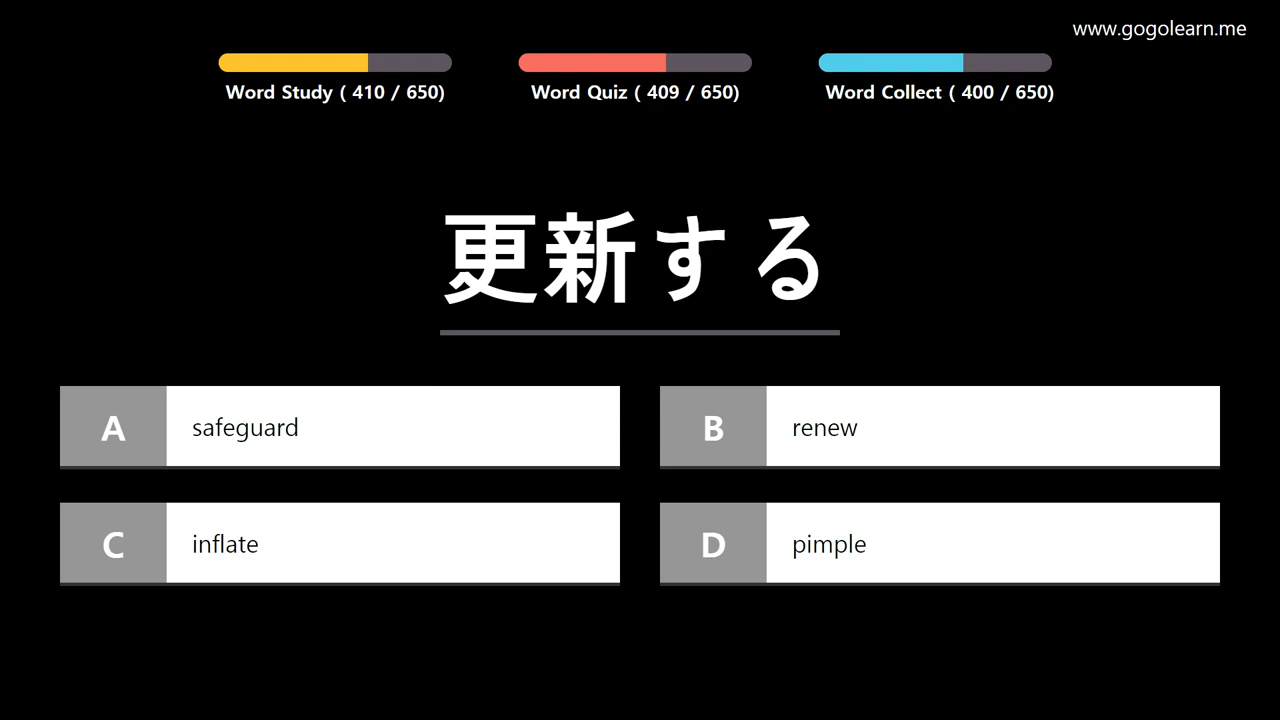 www.gogolearn.me
Word Study ( 410 / 650)
Word Quiz ( 409 / 650)
Word Collect ( 400 / 650)
更新する
A safeguard
B renew
C inflate
D pimple